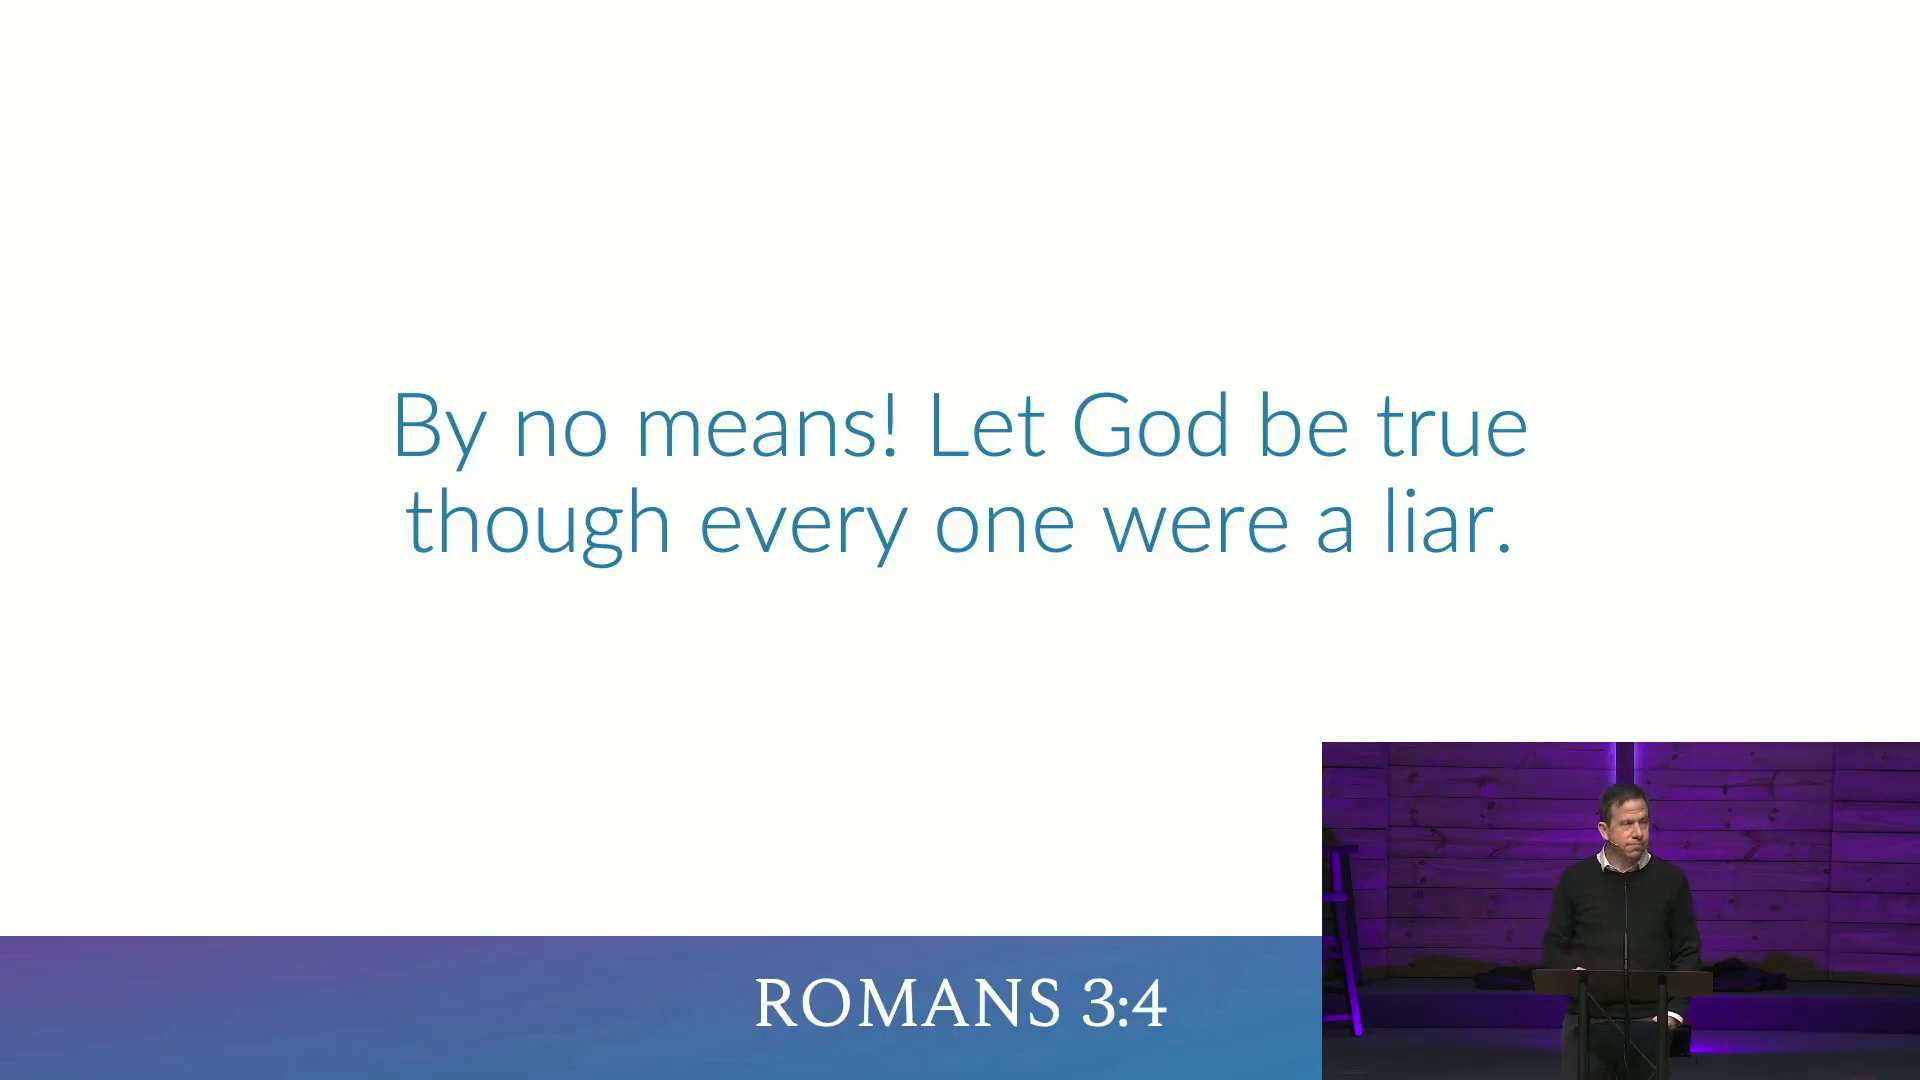 By no means! Let God be true
though every one were a liar.
ROMANS 3:4